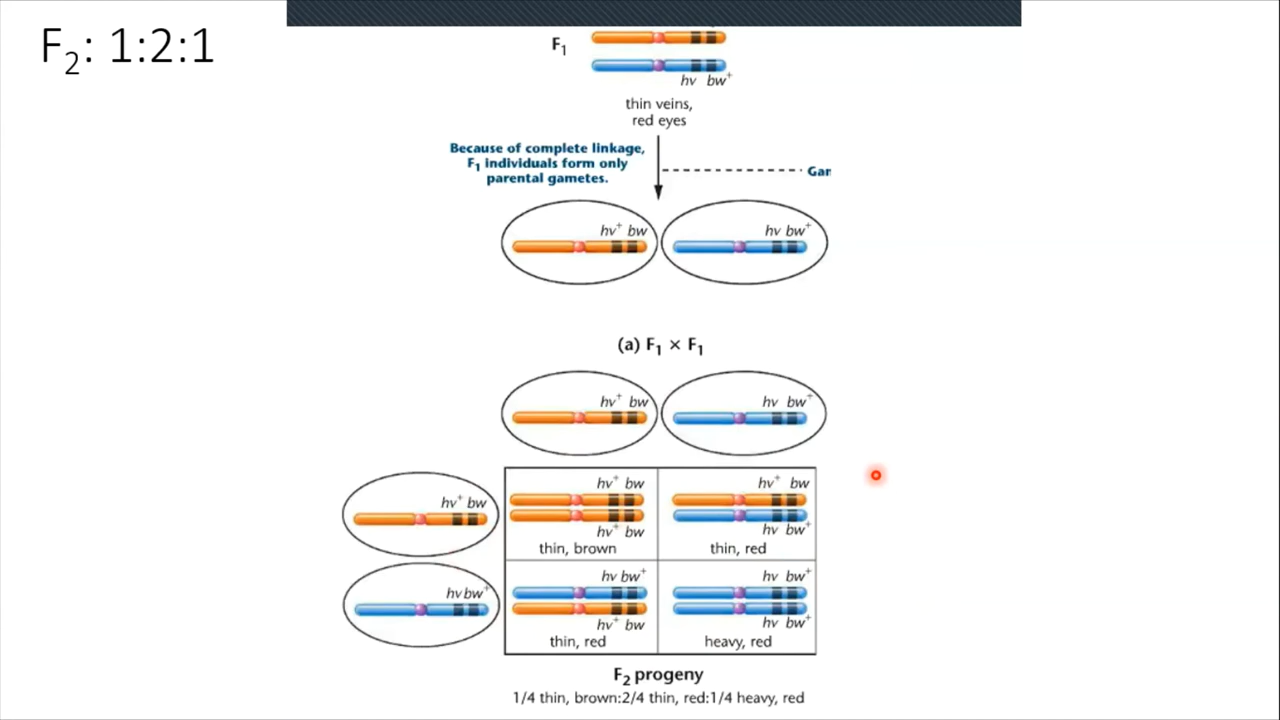 F₂: 1:2:1
F₁
hv bw⁺
thin veins,
red eyes
Because of complete linkage,
F₁ individuals form only
parental gametes.
hv⁺ bw
hv bw⁺
(a) F₁ × F₁
hv⁺ bw
hv bw⁺
hv⁺ bw
hv⁺ bw
hv⁺ bw
thin, brown
hv⁺ bw
hv bw⁺
thin, red
hv bw⁺
hv bw⁺
hv⁺ bw
thin, red
hv bw⁺
hv bw⁺
heavy, red
F₂ progeny
1/4 thin, brown:2/4 thin, red:1/4 heavy, red